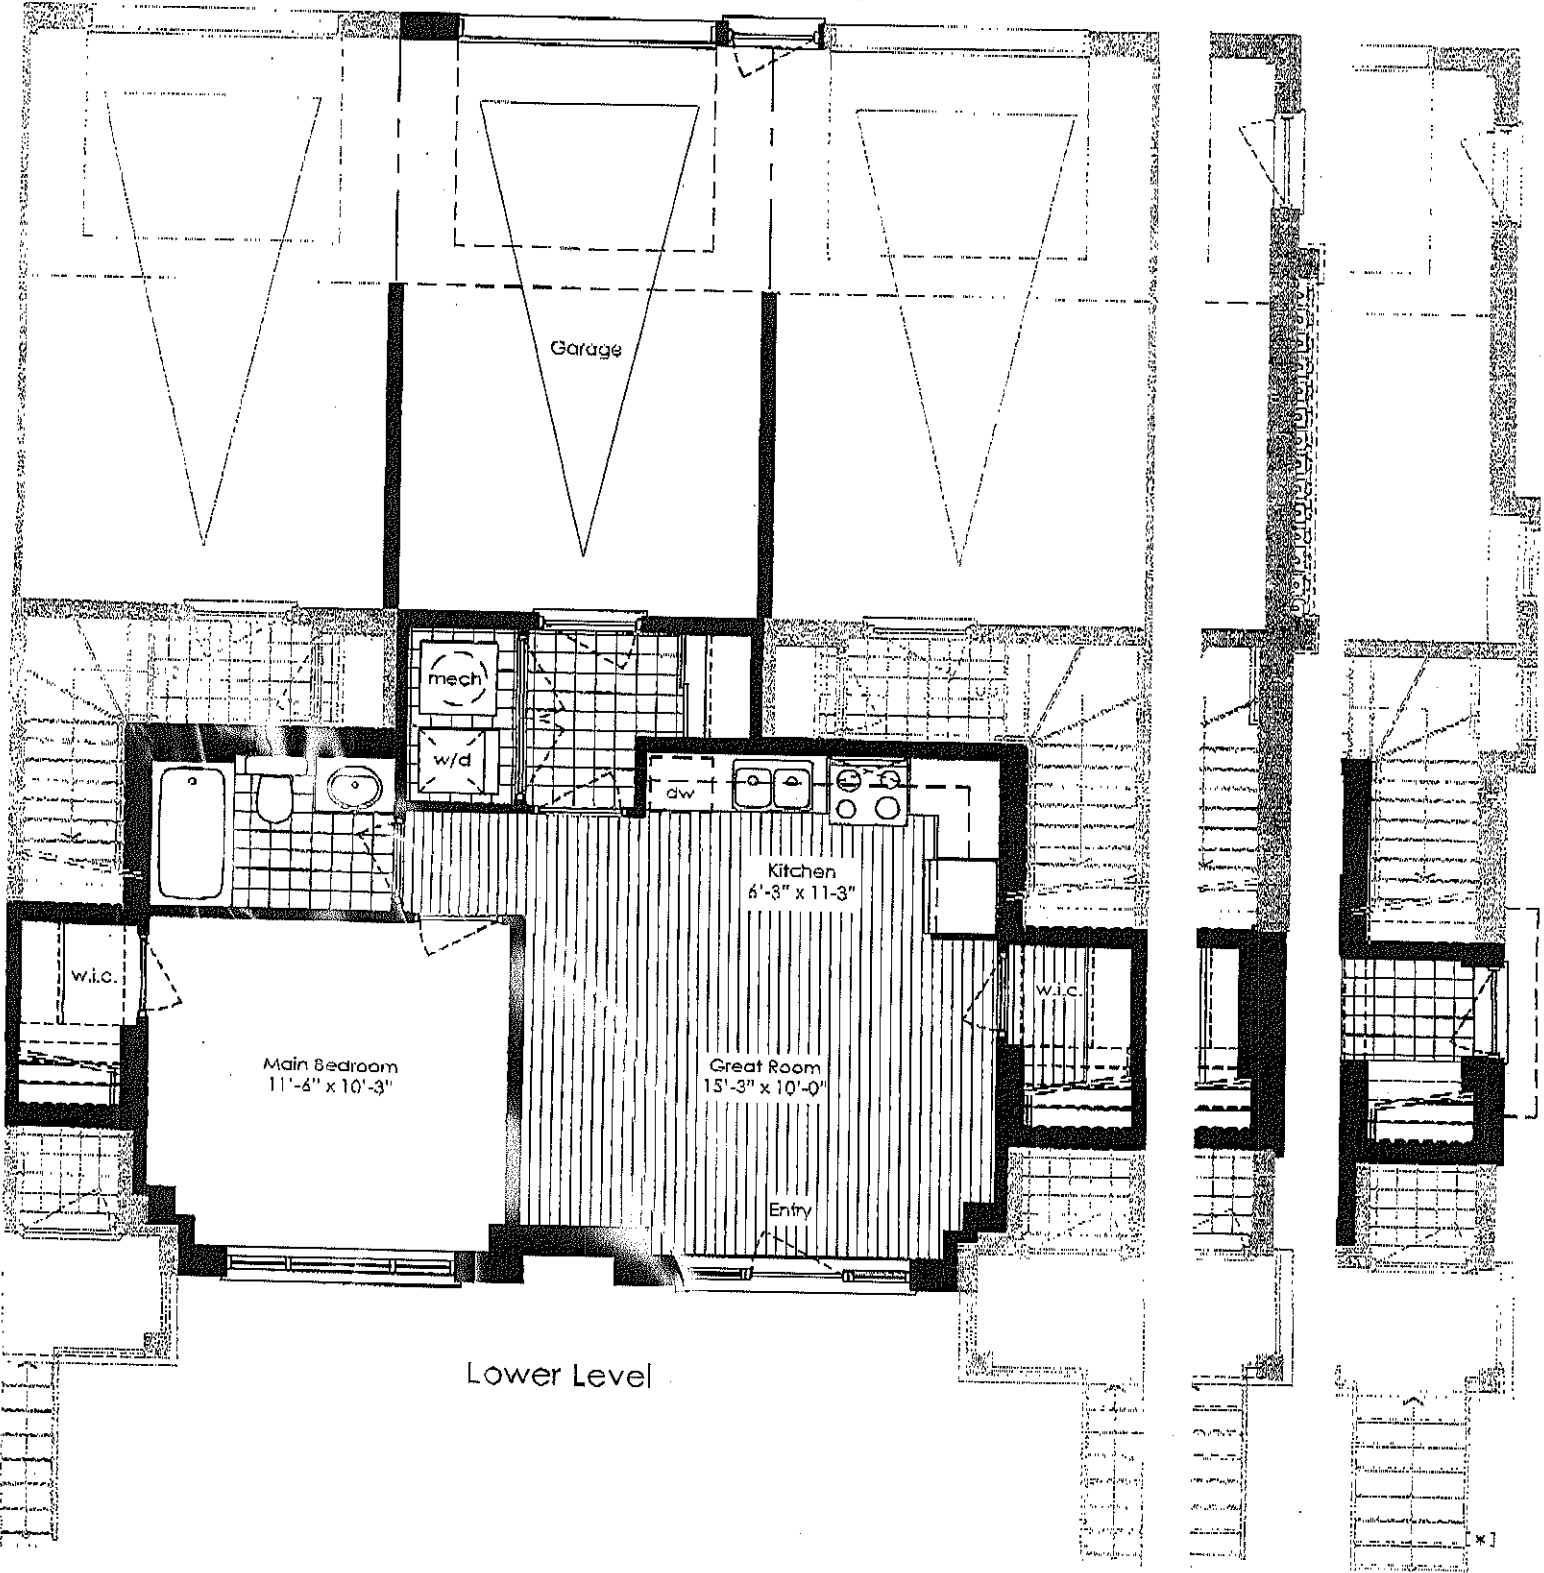 Garage
mech
w/d
dw
Kitchen
6'-3" x 11-3"
w.i.c.
w.i.c.
Main Bedroom
11'-6" x 10'-3"
Great Room
15'-3" x 10'-0"
Entry
Lower Level
*